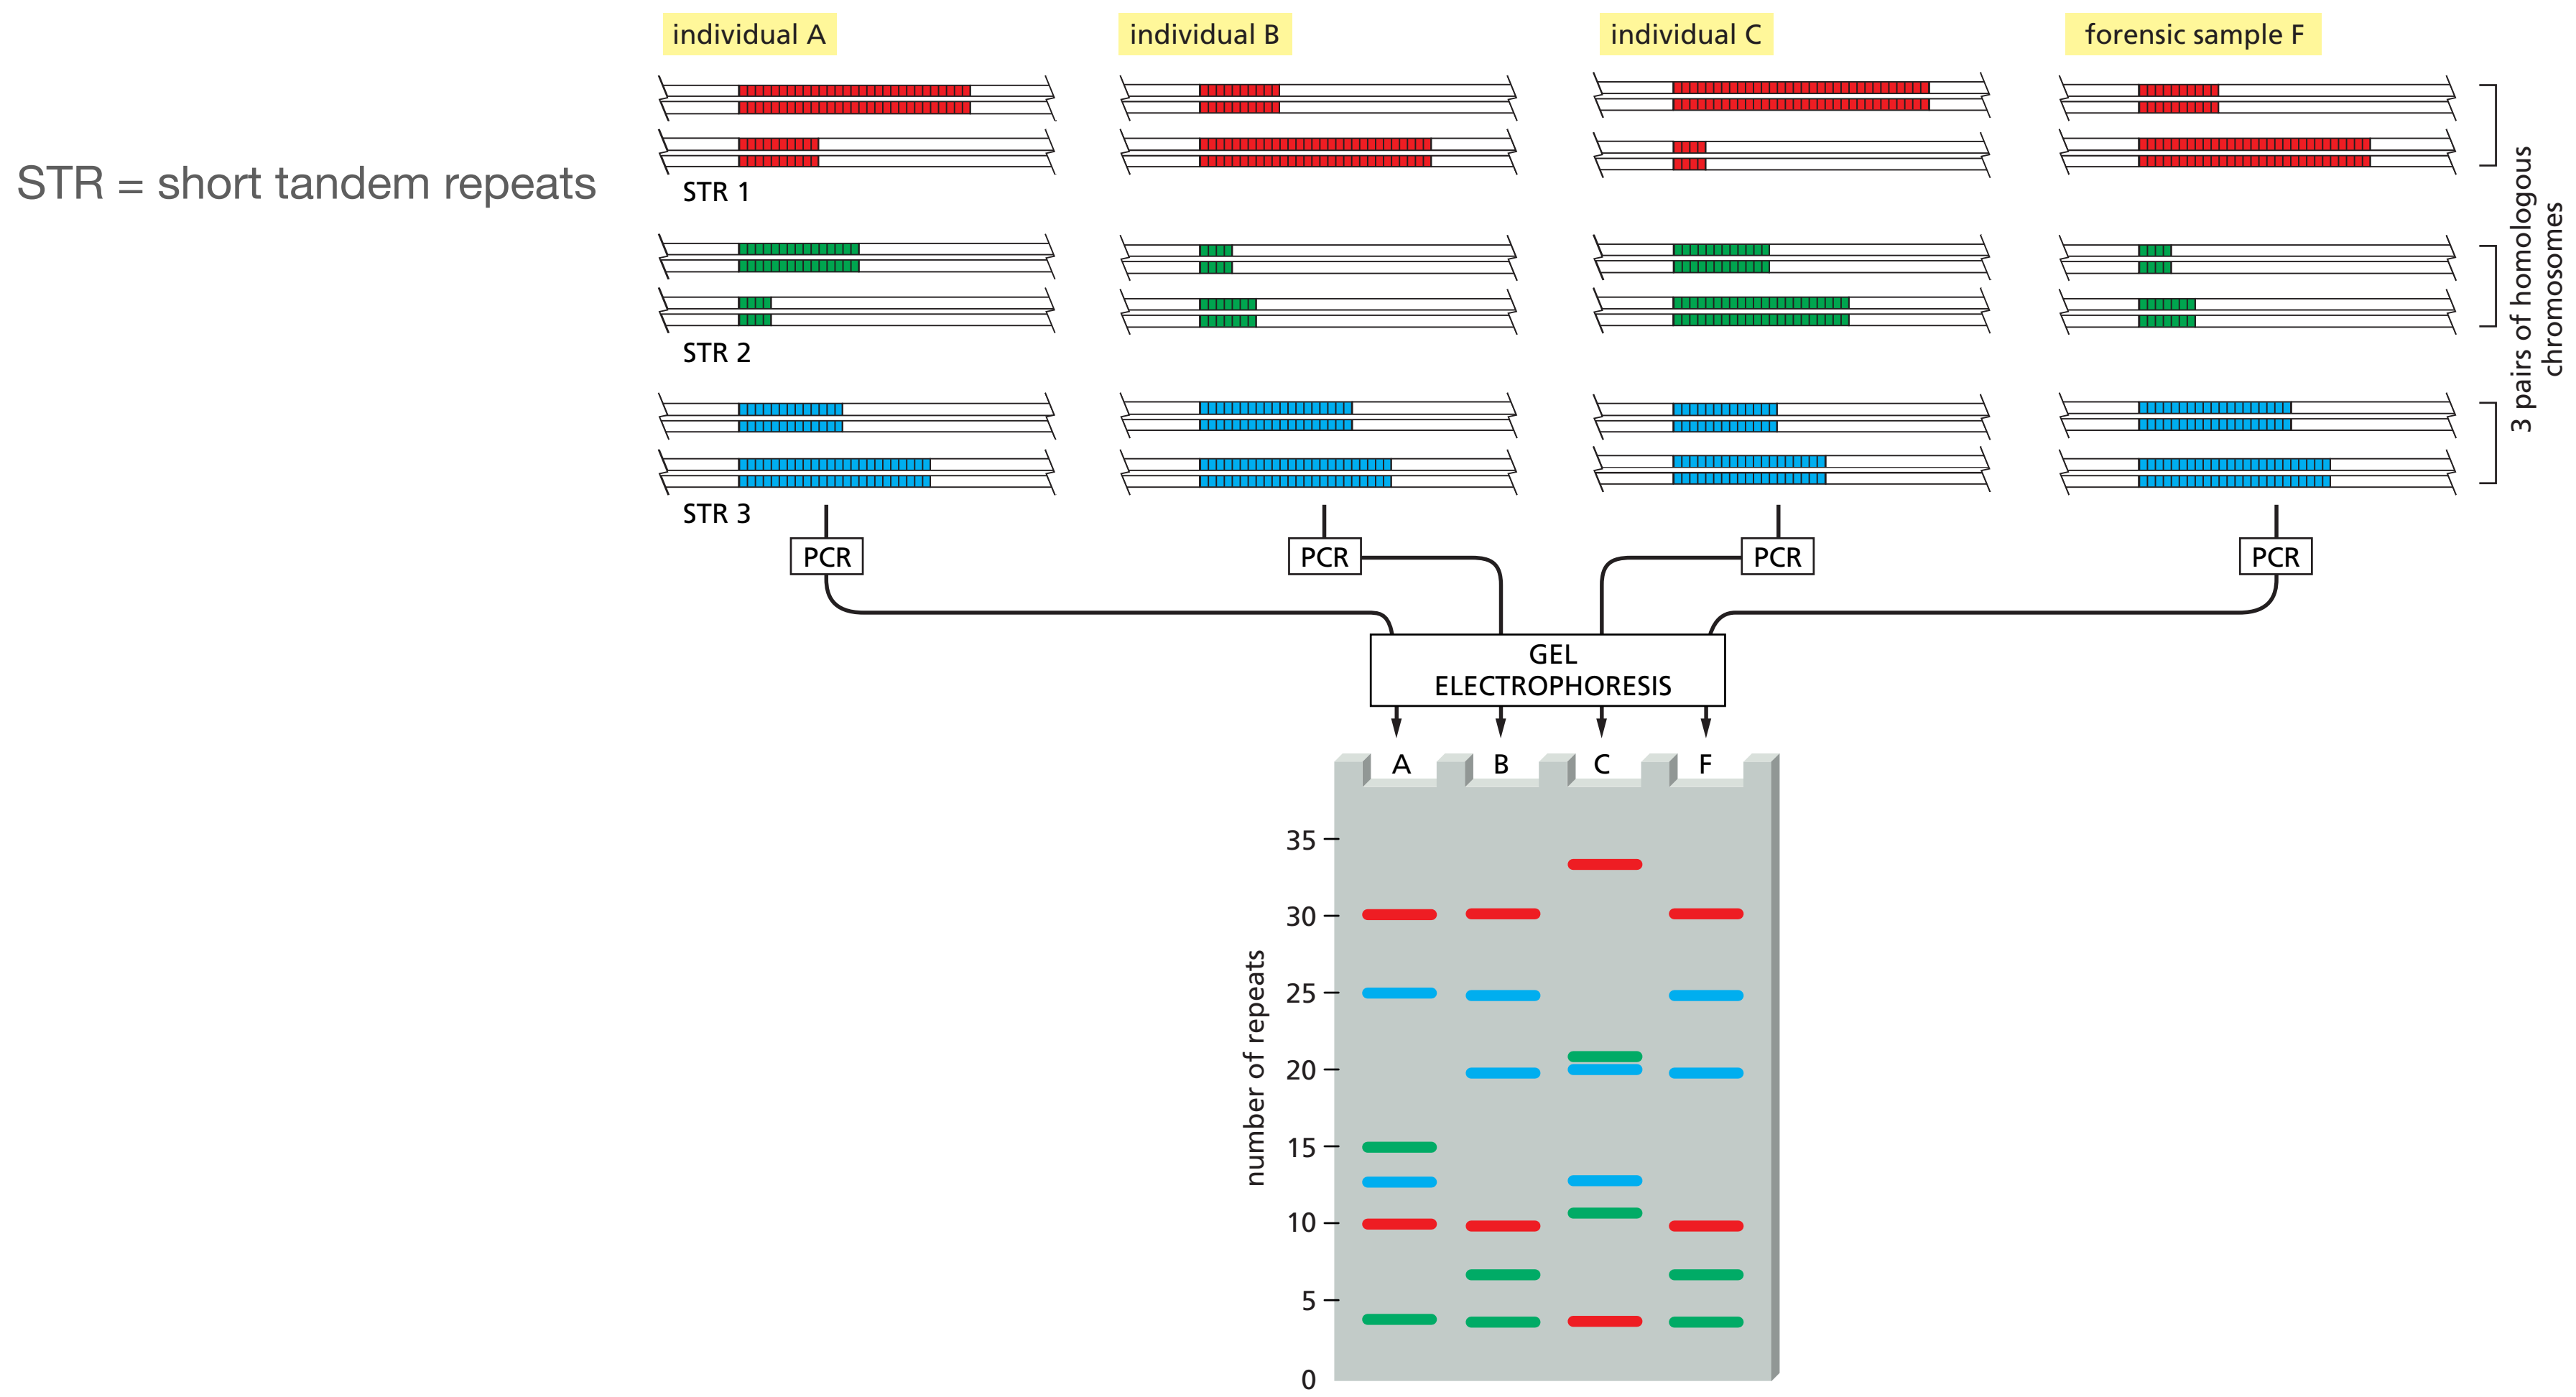 individual A
individual B
individual C
forensic sample F
STR = short tandem repeats
STR 1
STR 2
STR 3
3 pairs of homologous
chromosomes
PCR
PCR
PCR
PCR
GEL
ELECTROPHORESIS
A
B
C
F
number of repeats
35
30
25
20
15
10
5
0